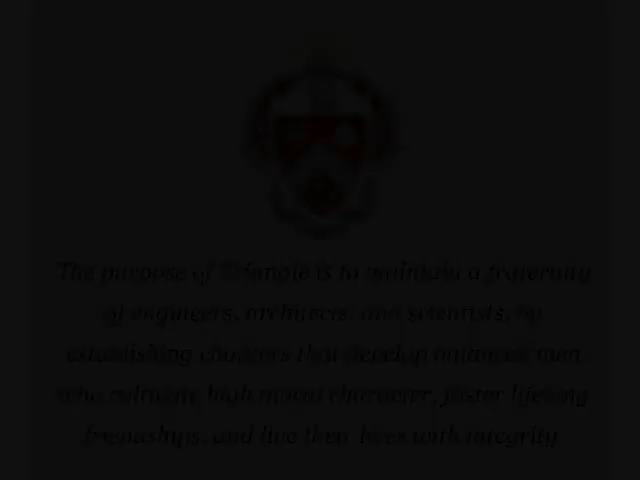 The purpose of Triangle is to maintain a fraternity
of engineers, architects, and scientists, by
establishing chapters that develop balanced men
who cultivate high moral character, foster lifelong
friendships, and live their lives with integrity